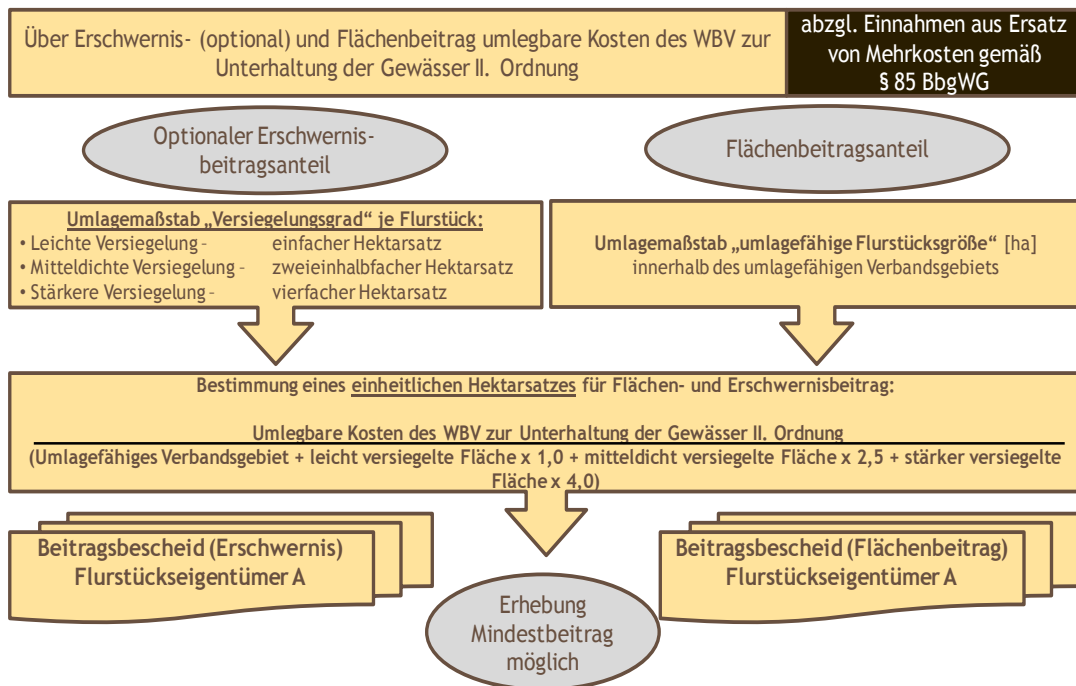 Über Erschwernis- (optional) und Flächenbeitrag umlegbare Kosten des WBV zur
Unterhaltung der Gewässer II. Ordnung
abzgl. Einnahmen aus Ersatz
von Mehrkosten gemäß
§ 85 BbgWG
Optionaler Erschwernis-
beitragsanteil
Flächenbeitragsanteil
Umlagemaßstab „Versiegelungsgrad" je Flurstück:
• Leichte Versiegelung - einfacher Hektarsatz
• Mitteldichte Versiegelung - zweieinhalbfacher Hektarsatz
• Stärkere Versiegelung - vierfacher Hektarsatz
Umlagemaßstab „umlagefähige Flurstücksgröße" [ha]
innerhalb des umlagefähigen Verbandsgebiets
Bestimmung eines einheitlichen Hektarsatzes für Flächen- und Erschwernisbeitrag:
Umlegbare Kosten des WBV zur Unterhaltung der Gewässer II. Ordnung
(Umlagefähiges Verbandsgebiet + leicht versiegelte Fläche x 1,0 + mitteldicht versiegelte Fläche x 2,5 + stärker versiegelte
Fläche x 4,0)
Beitragsbescheid (Erschwernis)
Flurstückseigentümer A
Beitragsbescheid (Flächenbeitrag)
Flurstückseigentümer A
Erhebung
Mindestbeitrag
möglich